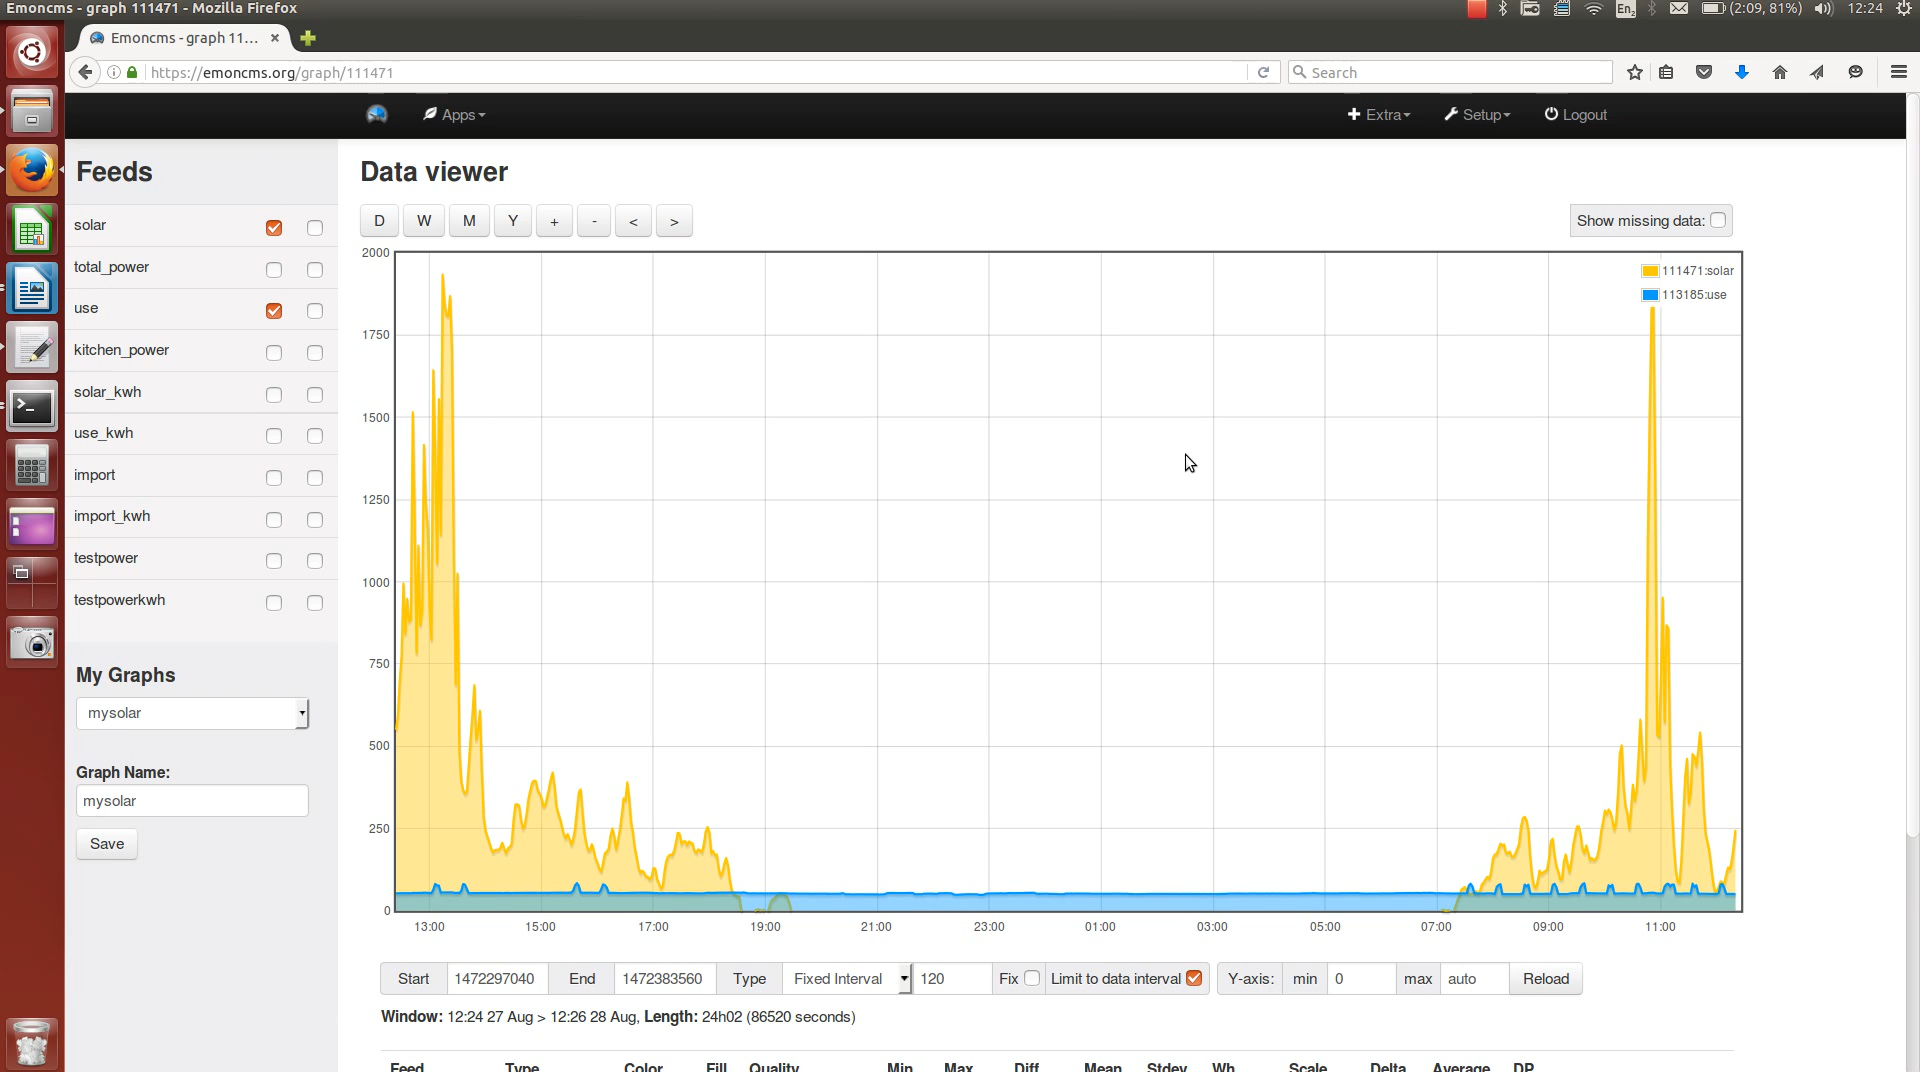 Emoncms - graph 111471 - Mozilla Firefox
En2 (2:09, 81%) 12:24
Emoncms - graph 11...
https://emoncms.org/graph/111471
Search
Apps
Extra
Setup
Logout
Feeds
solar
total_power
use
kitchen_power
solar_kwh
use_kwh
import
import_kwh
testpower
testpowerkwh
My Graphs
mysolar
Graph Name:
mysolar
Save
Data viewer
D W M Y + - < >
Show missing data:
2000
1750
1500
1250
1000
750
500
250
0
111471:solar
113185:use
13:00 15:00 17:00 19:00 21:00 23:00 01:00 03:00 05:00 07:00 09:00 11:00
Start 1472297040 End 1472383560 Type Fixed Interval 120 Fix Limit to data interval Y-axis: min 0 max auto Reload
Window: 12:24 27 Aug > 12:26 28 Aug, Length: 24h02 (86520 seconds)
Feed Type Color Fill Quality Min Max Diff Mean Stdev Wh Scale Delta Average DP